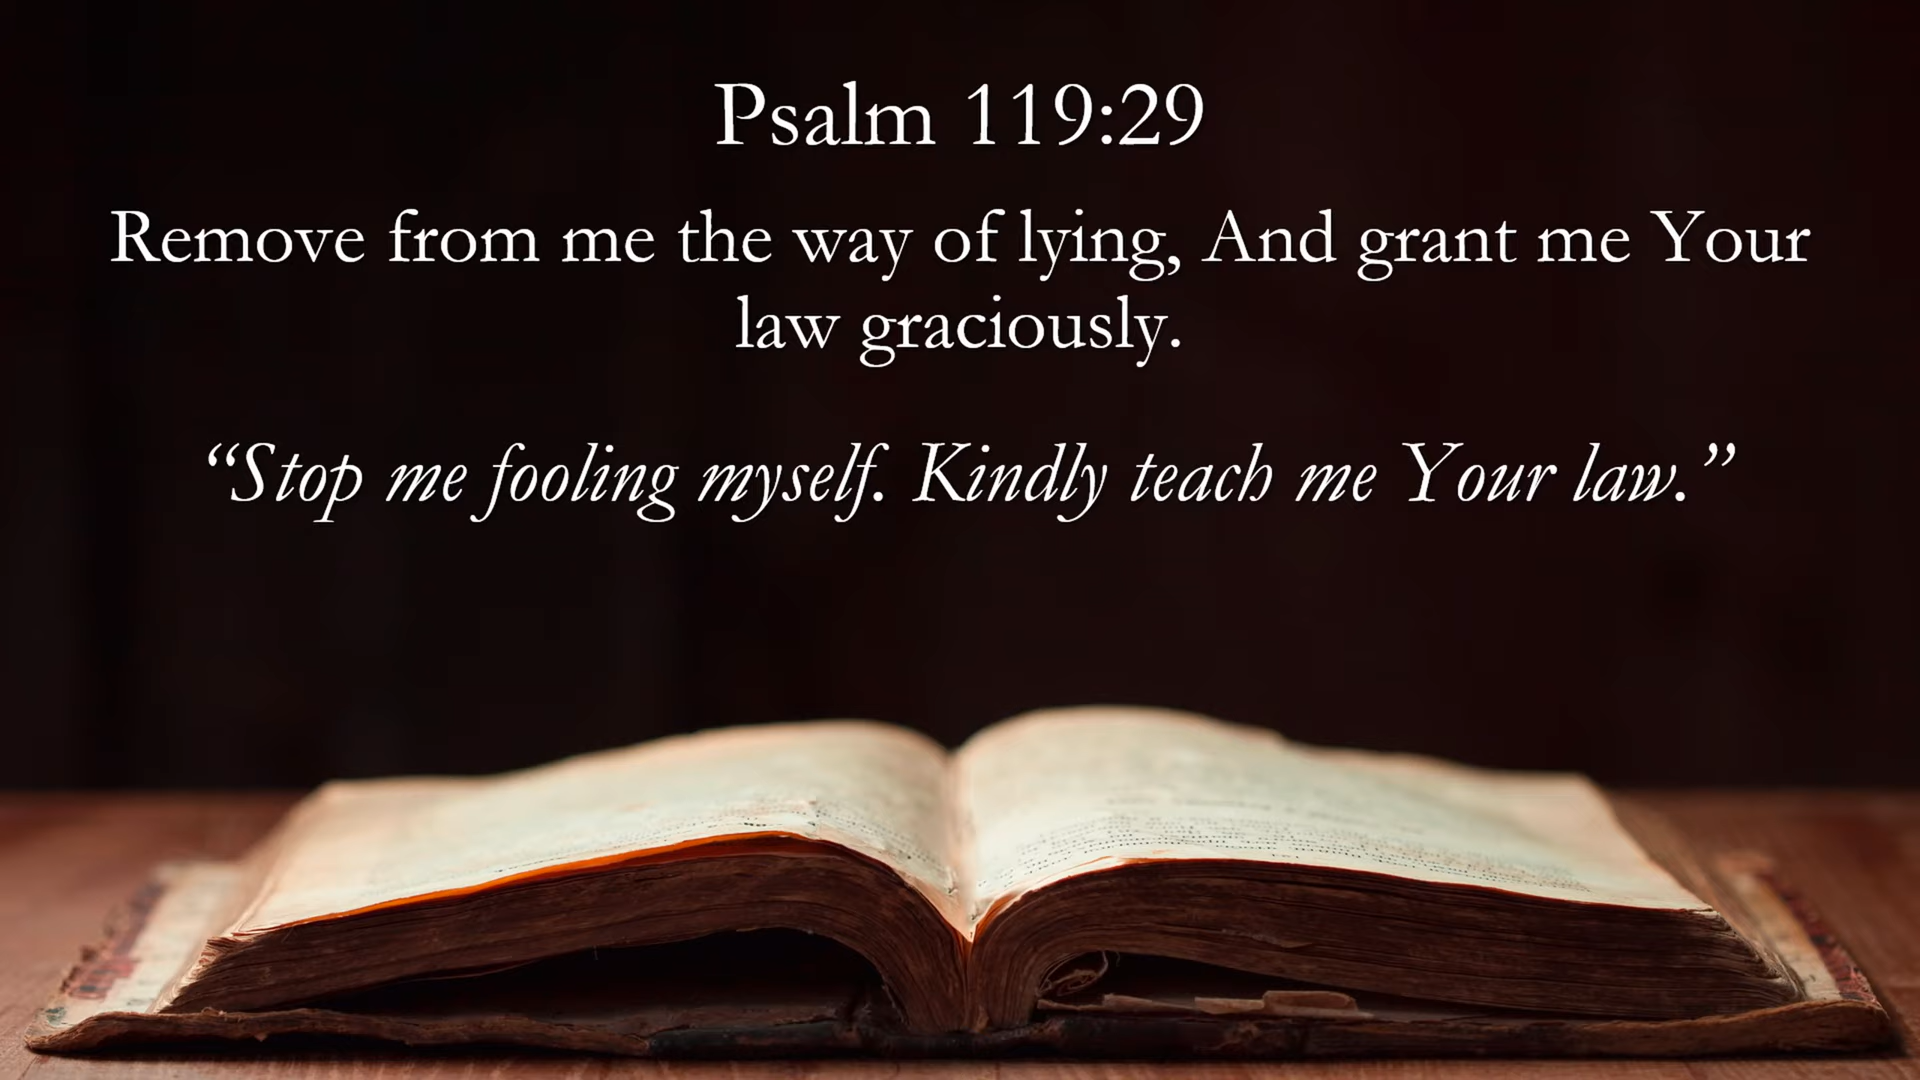 Psalm 119:29
Remove from me the way of lying, And grant me Your
law graciously.
“Stop me fooling myself. Kindly teach me Your law.”